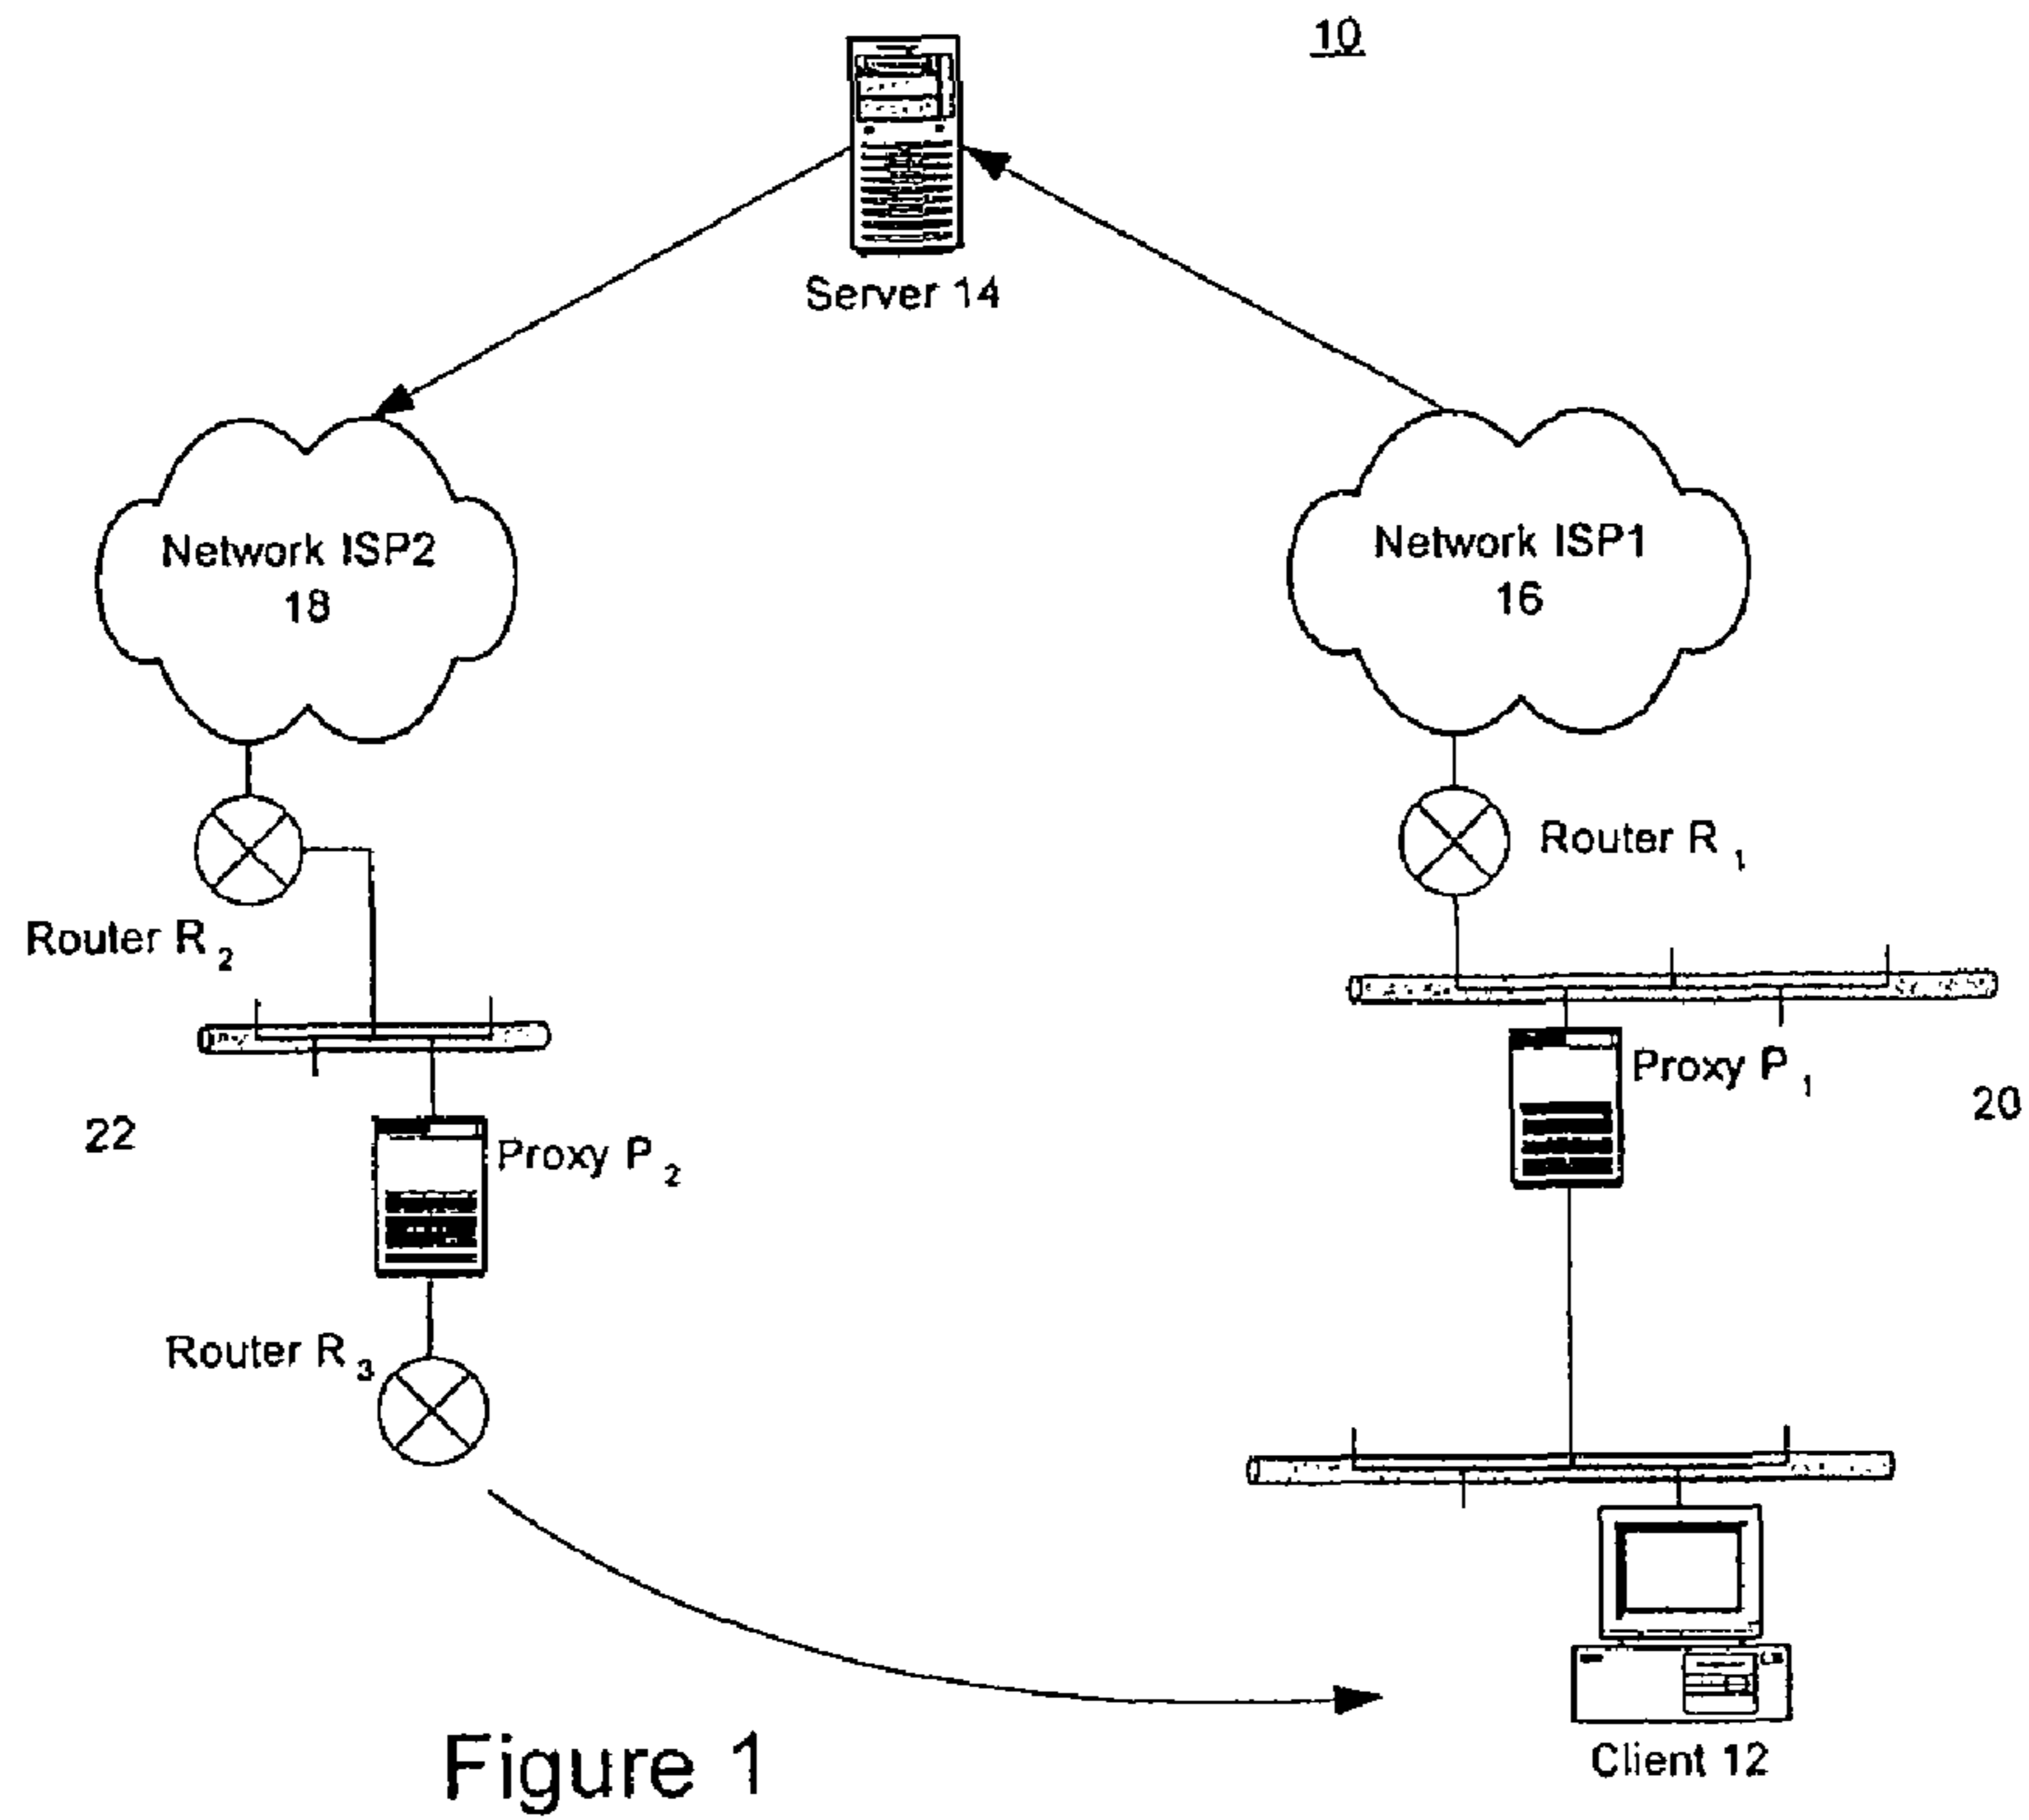 10
Server 14
Network ISP2
18
Network ISP1
16
Router R 1
Router R 2
Proxy P 1
20
22
Proxy P 2
Router R 3
Client 12
Figure 1